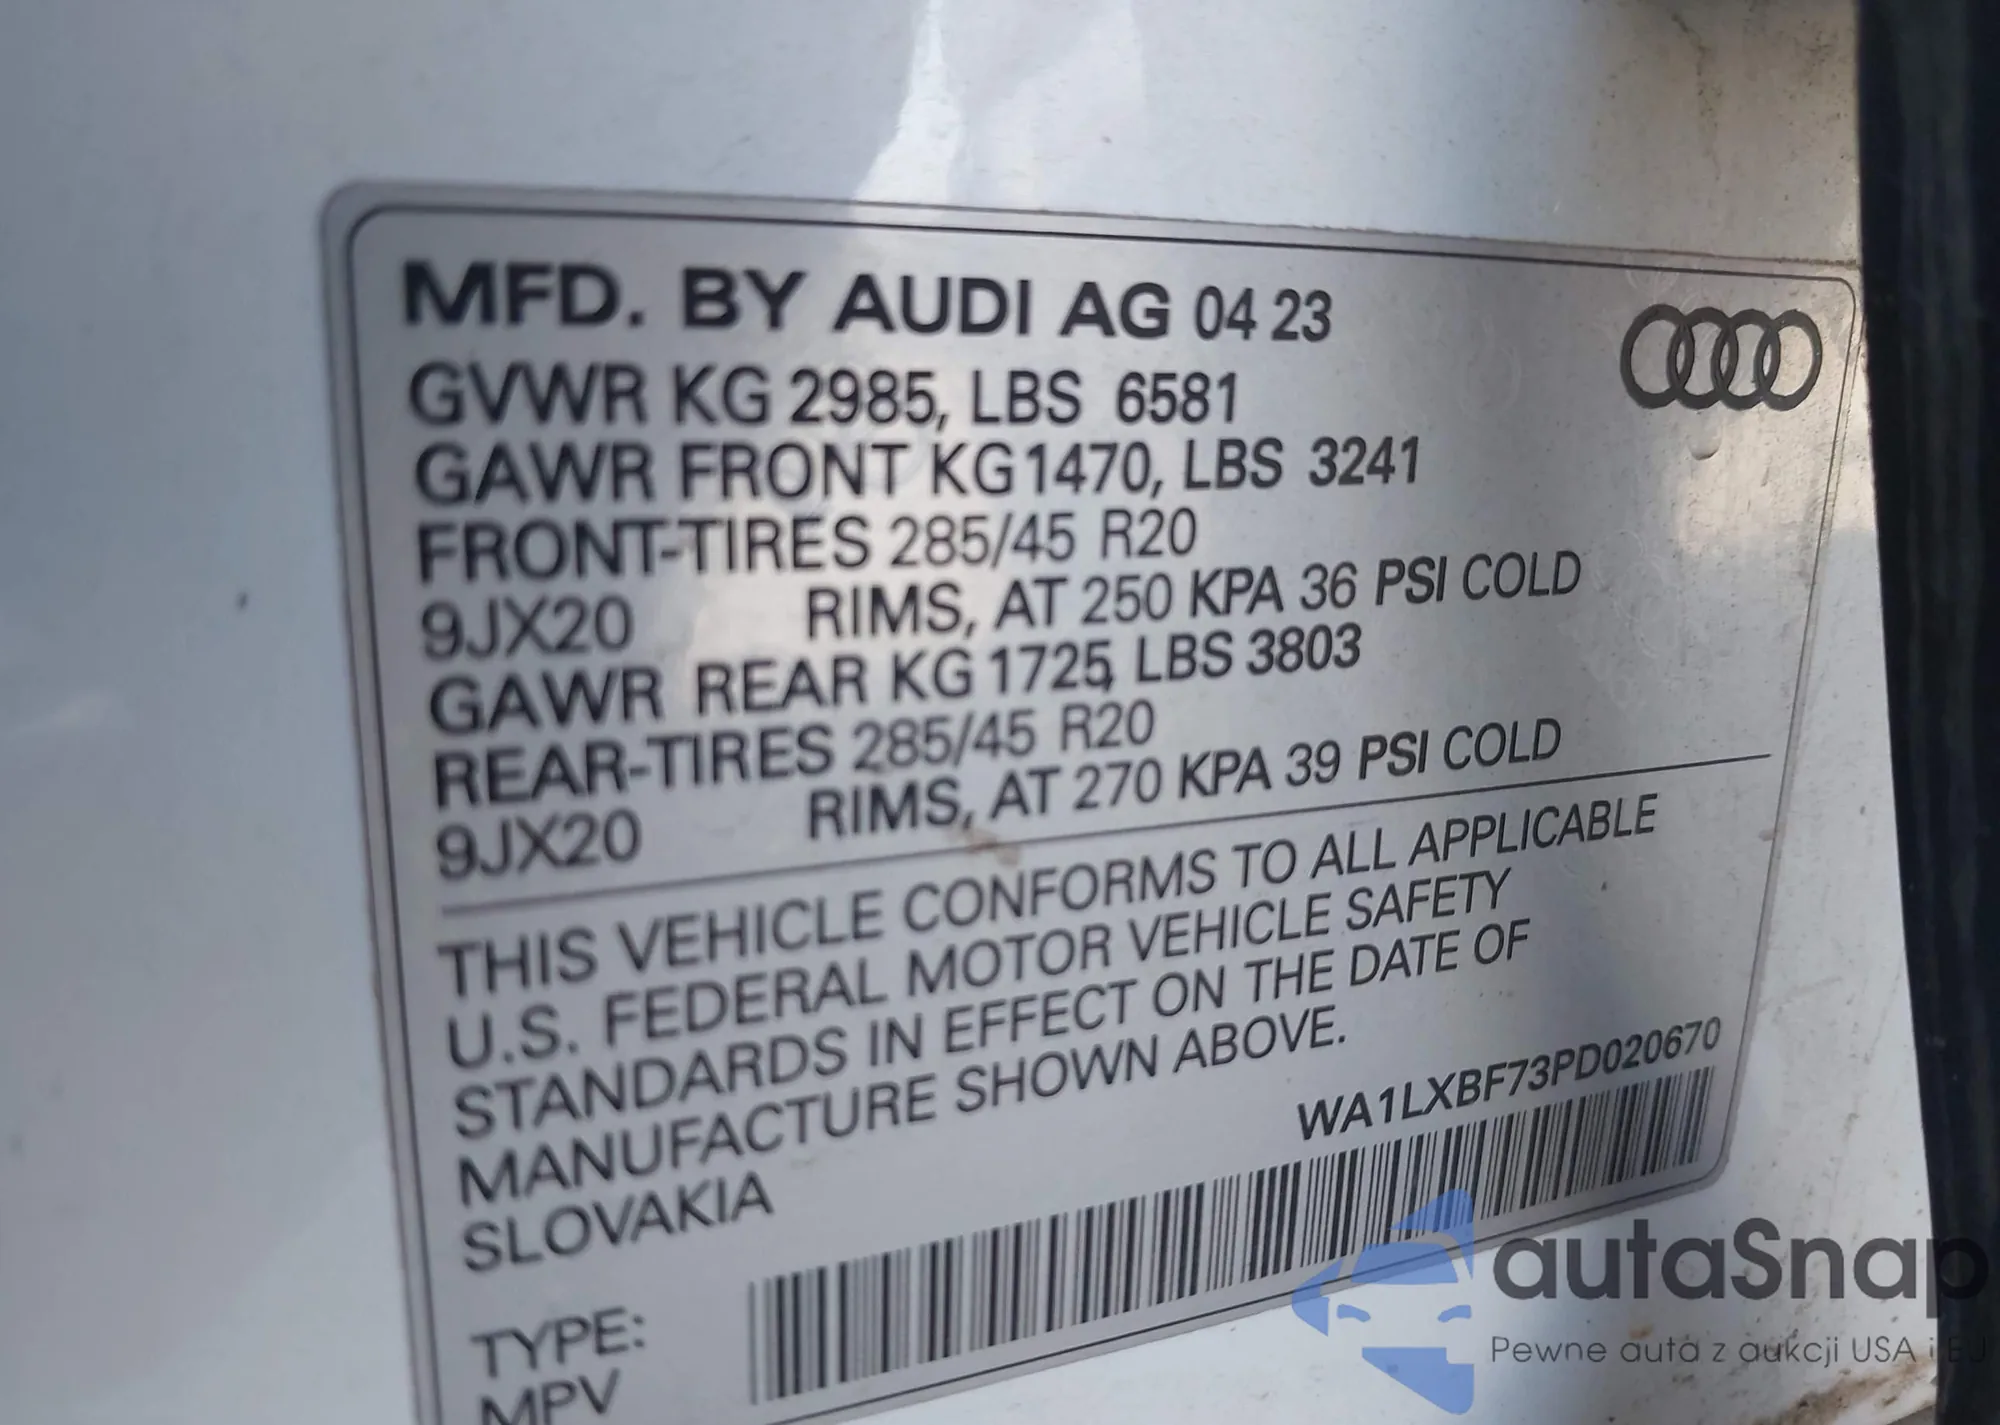 MFD. BY AUDI AG 04 23
GVWR KG 2985, LBS 6581
GAWR FRONT KG 1470, LBS 3241
FRONT-TIRES 285/45 R20
9JX20 RIMS, AT 250 KPA 36 PSI COLD
GAWR REAR KG 1725, LBS 3803
REAR-TIRES 285/45 R20
9JX20 RIMS, AT 270 KPA 39 PSI COLD
THIS VEHICLE CONFORMS TO ALL APPLICABLE
U.S. FEDERAL MOTOR VEHICLE SAFETY
STANDARDS IN EFFECT ON THE DATE OF
MANUFACTURE SHOWN ABOVE.
SLOVAKIA
WA1LXBF73PD020670
TYPE:
MPV
autaSnap
Pewne auta z aukcji USA i EU